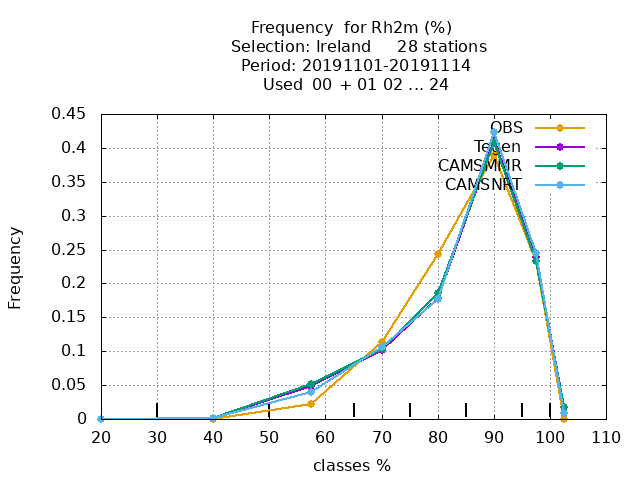 Frequency  for Rh2m (%)
Selection: Ireland     28 stations
Period: 20191101-20191114
Used  00  + 01 02 ... 24
0.45
0.4
0.35
0.3
0.25
0.2
0.15
0.1
0.05
0
Frequency
OBS
Tegen
CAMSMMR
CAMSNRT
20 30 40 50 60 70 80 90 100 110
classes %